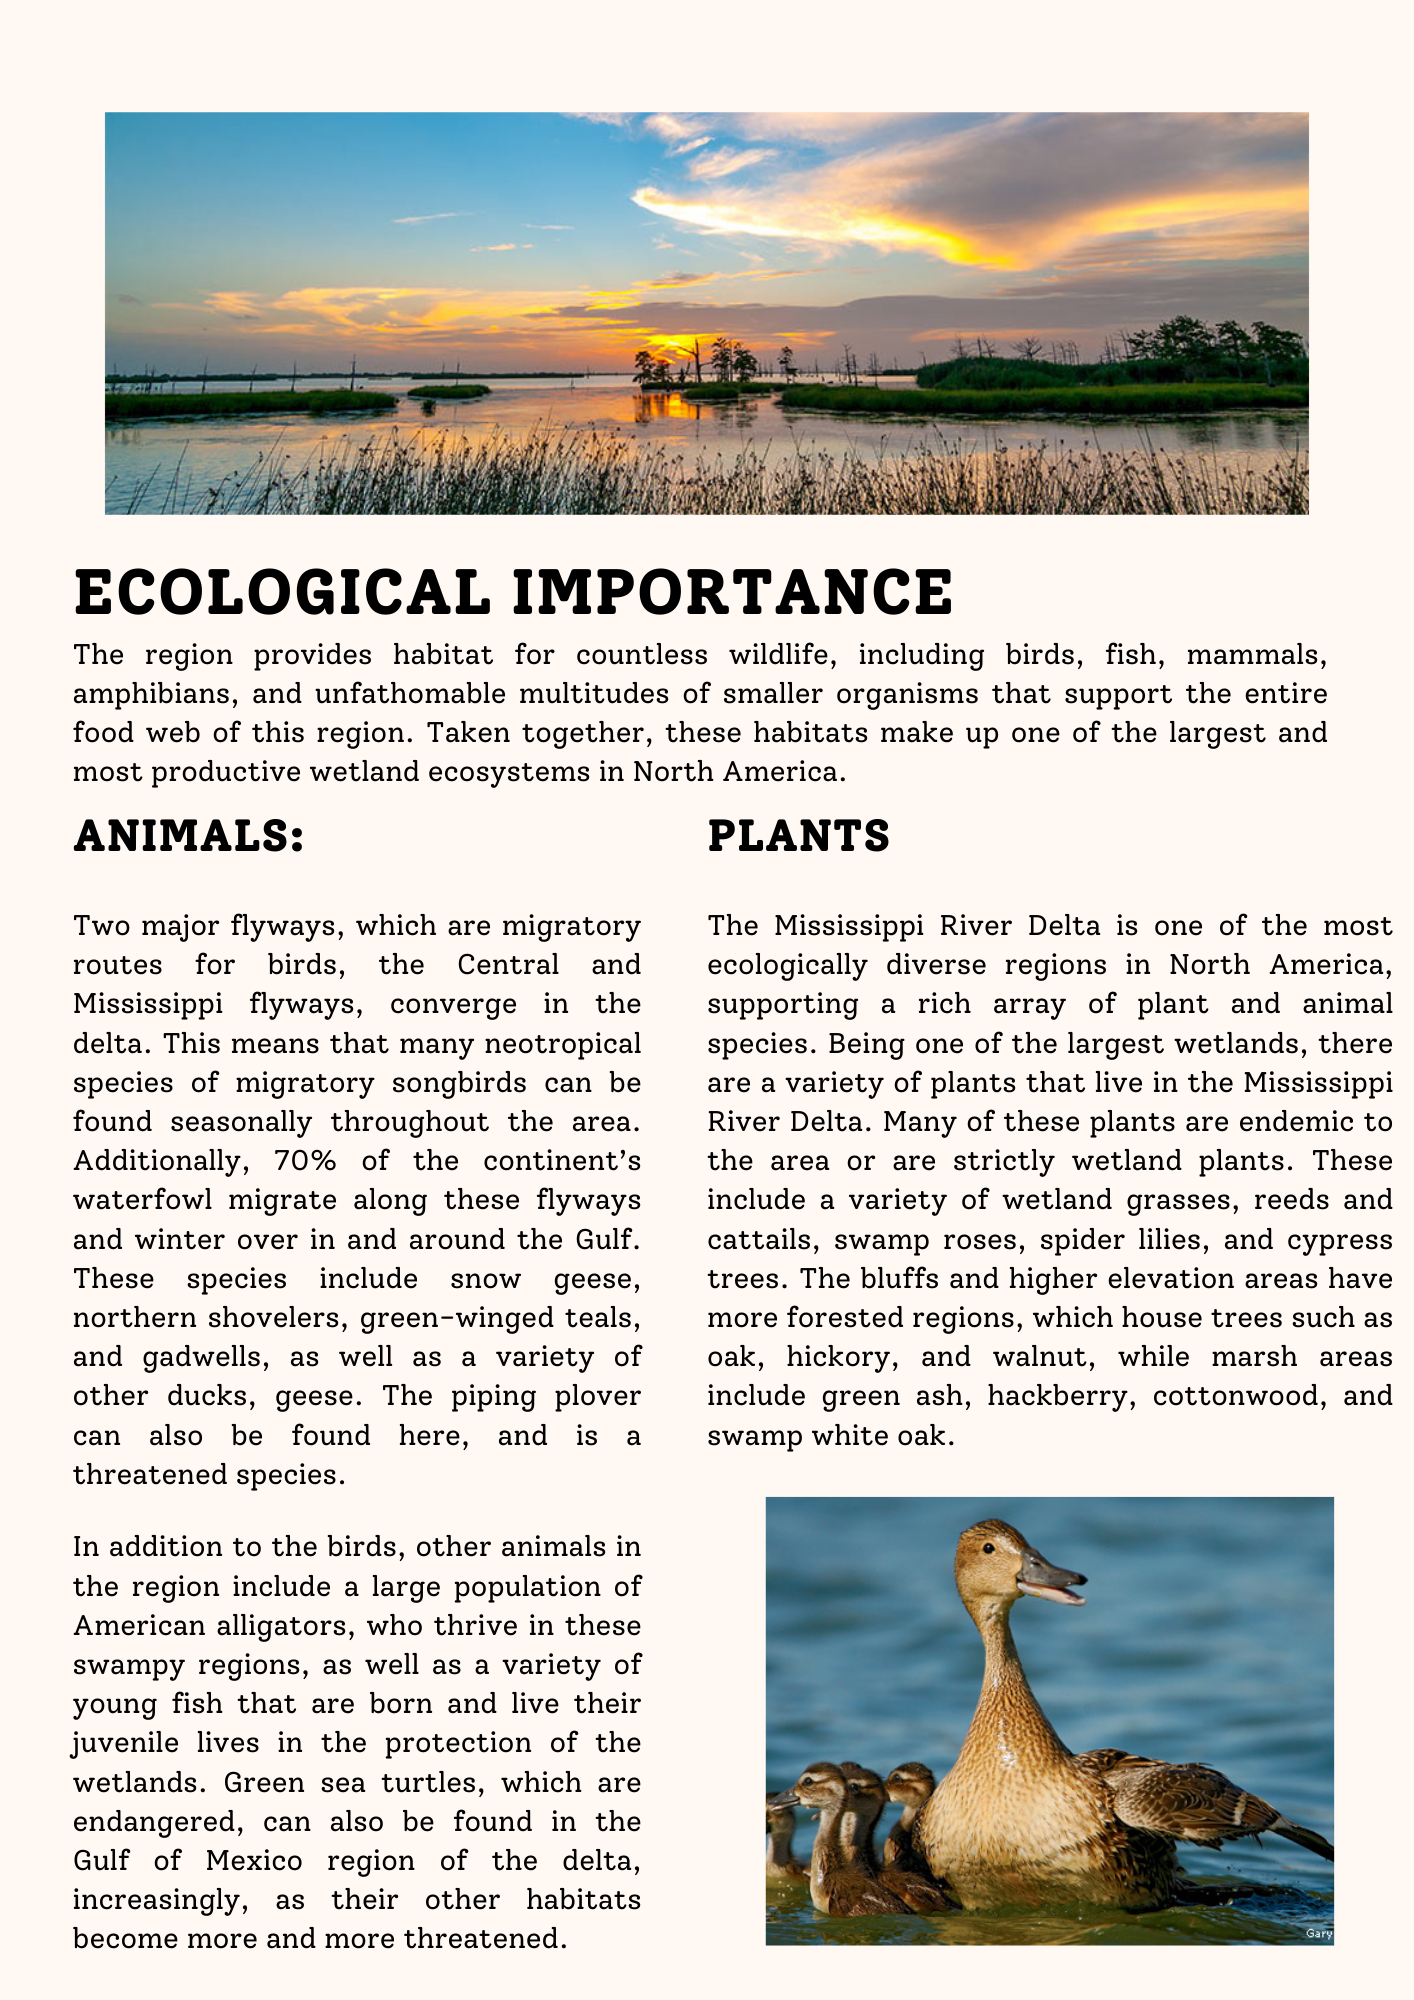 ECOLOGICAL IMPORTANCE
The region provides habitat for countless wildlife, including birds, fish, mammals,
amphibians, and unfathomable multitudes of smaller organisms that support the entire
food web of this region. Taken together, these habitats make up one of the largest and
most productive wetland ecosystems in North America.
ANIMALS:
Two major flyways, which are migratory
routes for birds, the Central and
Mississippi flyways, converge in the
delta. This means that many neotropical
species of migratory songbirds can be
found seasonally throughout the area.
Additionally, 70% of the continent's
waterfowl migrate along these flyways
and winter over in and around the Gulf.
These species include snow geese,
northern shovelers, green-winged teals,
and gadwells, as well as a variety of
other ducks, geese. The piping plover
can also be found here, and is a
threatened species.
In addition to the birds, other animals in
the region include a large population of
American alligators, who thrive in these
swampy regions, as well as a variety of
young fish that are born and live their
juvenile lives in the protection of the
wetlands. Green sea turtles, which are
endangered, can also be found in the
Gulf of Mexico region of the delta,
increasingly, as their other habitats
become more and more threatened.
PLANTS
The Mississippi River Delta is one of the most
ecologically diverse regions in North America,
supporting a rich array of plant and animal
species. Being one of the largest wetlands, there
are a variety of plants that live in the Mississippi
River Delta. Many of these plants are endemic to
the area or are strictly wetland plants. These
include a variety of wetland grasses, reeds and
cattails, swamp roses, spider lilies, and cypress
trees. The bluffs and higher elevation areas have
more forested regions, which house trees such as
oak, hickory, and walnut, while marsh areas
include green ash, hackberry, cottonwood, and
swamp white oak.
Gary